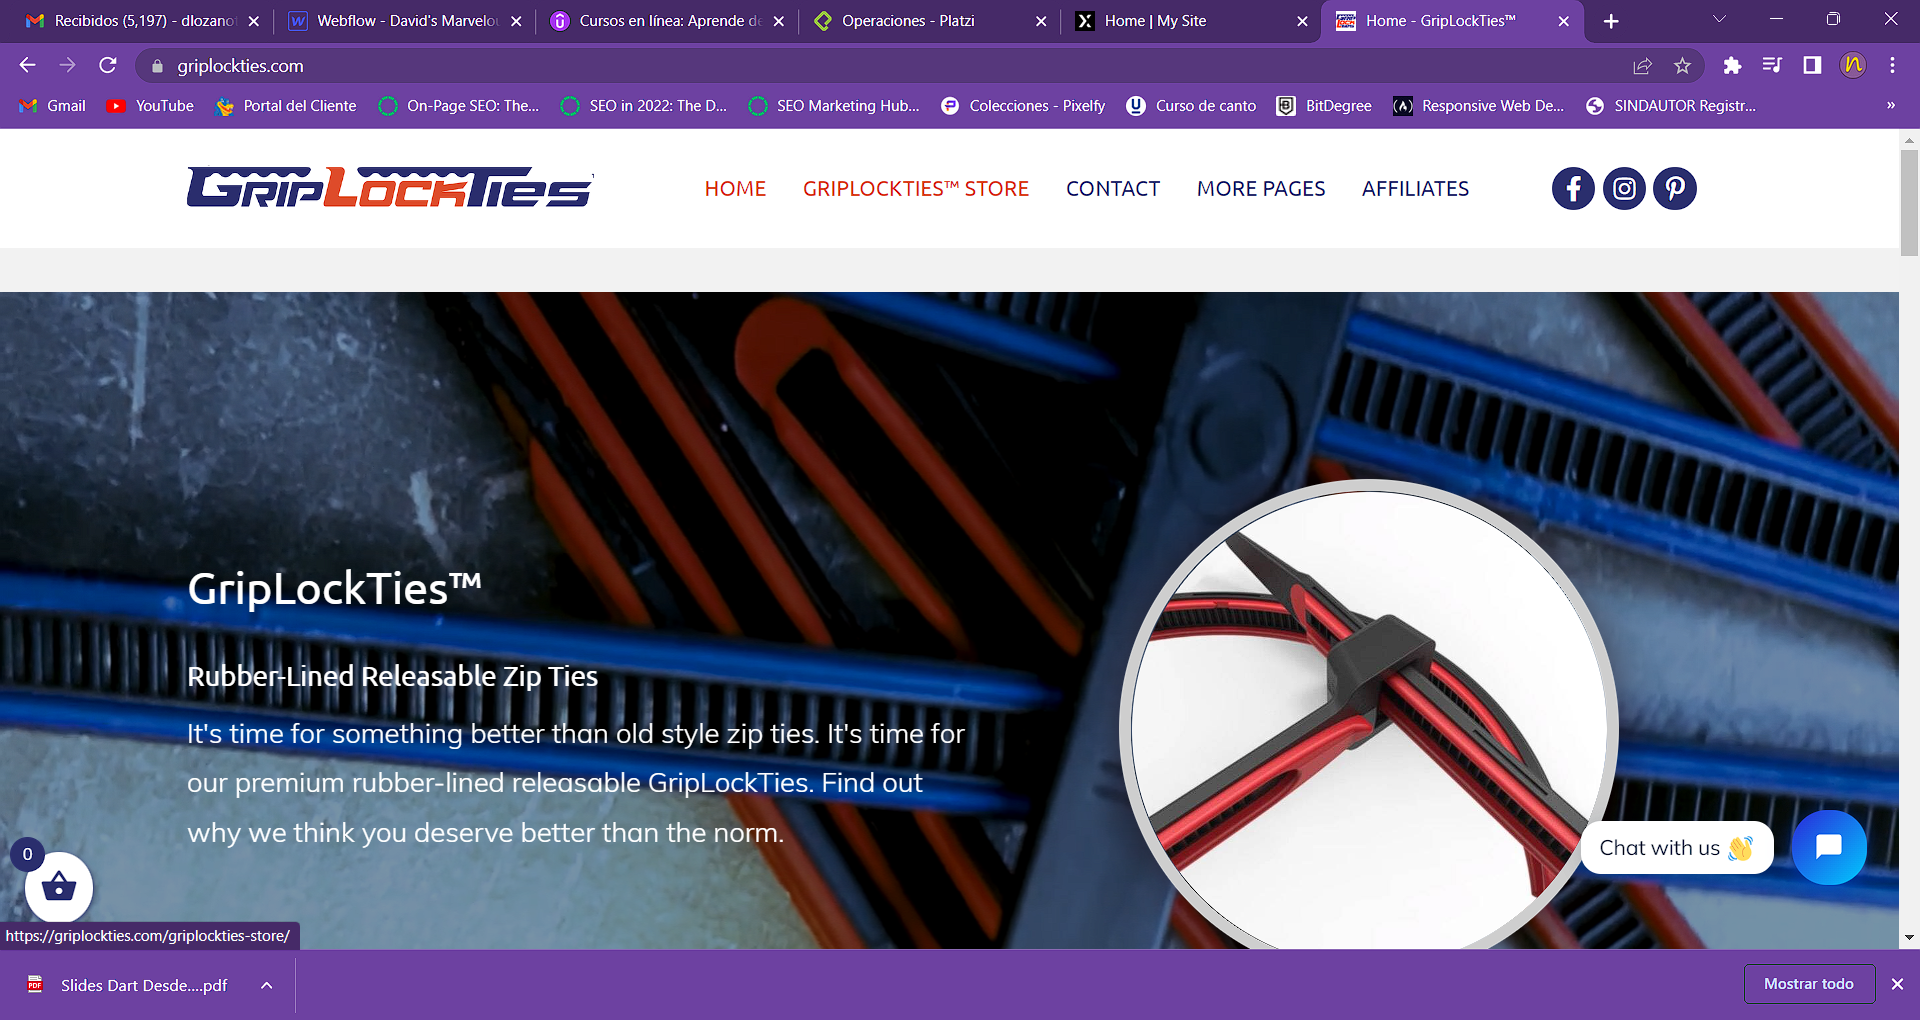 Recibidos (5,197) - dlozano
Webflow - David's Marvelou
Cursos en línea: Aprende de
Operaciones - Platzi
Home | My Site
Home - GripLockTies™
griplockties.com
Gmail
YouTube
Portal del Cliente
On-Page SEO: The...
SEO in 2022: The D...
SEO Marketing Hub...
Colecciones - Pixelfy
Curso de canto
BitDegree
Responsive Web De...
SINDAUTOR Registr...
»
GRIPLOCKTIES
HOME
GRIPLOCKTIES™ STORE
CONTACT
MORE PAGES
AFFILIATES
GripLockTies™
Rubber-Lined Releasable Zip Ties
It's time for something better than old style zip ties. It's time for
our premium rubber-lined releasable GripLockTies. Find out
why we think you deserve better than the norm.
Chat with us 👋
0
https://griplockties.com/griplockties-store/
PDF
Slides Dart Desde....pdf
Mostrar todo